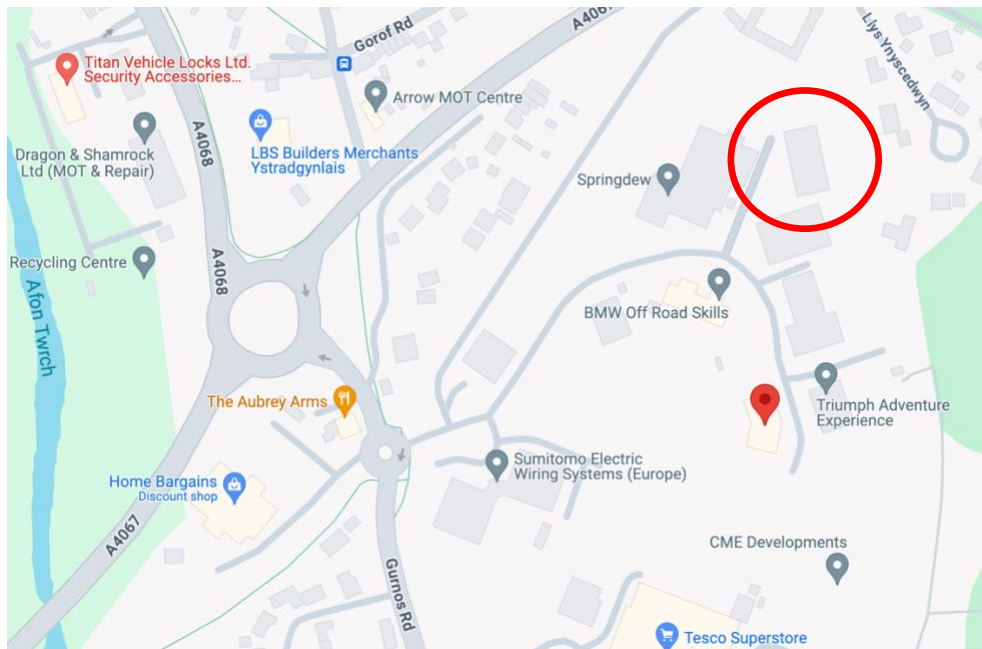 Gorof Rd
A4067
Llys Ynyscedwyn
Titan Vehicle Locks Ltd.
Security Accessories...
Arrow MOT Centre
A4068
LBS Builders Merchants
Ystradgynlais
Dragon & Shamrock
Ltd (MOT & Repair)
Springdew
Recycling Centre
A4068
Afon Twrch
BMW Off Road Skills
The Aubrey Arms
Triumph Adventure
Experience
Sumitomo Electric
Wiring Systems (Europe)
Home Bargains
Discount shop
A4067
CME Developments
Gurnos Rd
Tesco Superstore